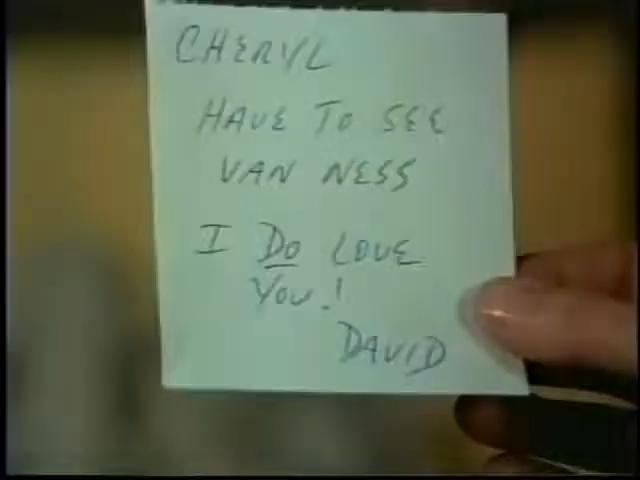 CHERYL
HAVE TO SEE
VAN NESS
I DO LOVE
YOU!
DAVID